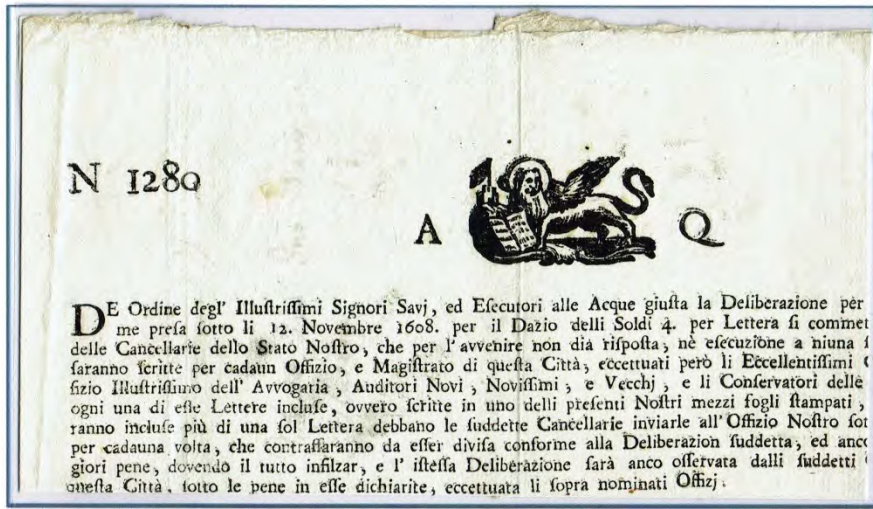 N 1280
A Q
DE Ordine degl' Illuſtriſſimi Signori Savj, ed Eſecutori alle Acque giuſta la Deliberazione per
me preſa ſotto li 12. Novembre 1608. per il Dazio delli Soldi 4. per Lettera ſi commet
delle Cancellarie dello Stato Noſtro, che per l'avvenire non dia riſpoſta, nè eſecuzione a niuna
ſaranno ſcritte per cadaun Offizio, e Magiſtrato di queſta Città, eccettuati però li Eccellentiſſimi
fizio Illuſtriſſimo dell' Avvogaria, Auditori Novi, Noviſſimi, e Vecchj, e li Conſervatori delle
ogni una di eſſe Lettere incluſe, ovvero ſcritte in uno delli preſenti Noſtri mezzi fogli ſtampati,
ranno incluſe più di una ſol Lettera debbano le ſuddette Cancellarie inviarle all'Offizio Noſtro ſot
per cadauna volta, che contraffaranno da eſſer diviſa conforme alla Deliberazion ſuddetta, ed anco
giori pene, dovendo il tutto infilzar, e l' iſteſſa Deliberazione ſarà anco oſſervata dalli ſuddetti
queſta Città, ſotto le pene in eſſe dichiarite, eccettuata li ſopra nominati Offizj.